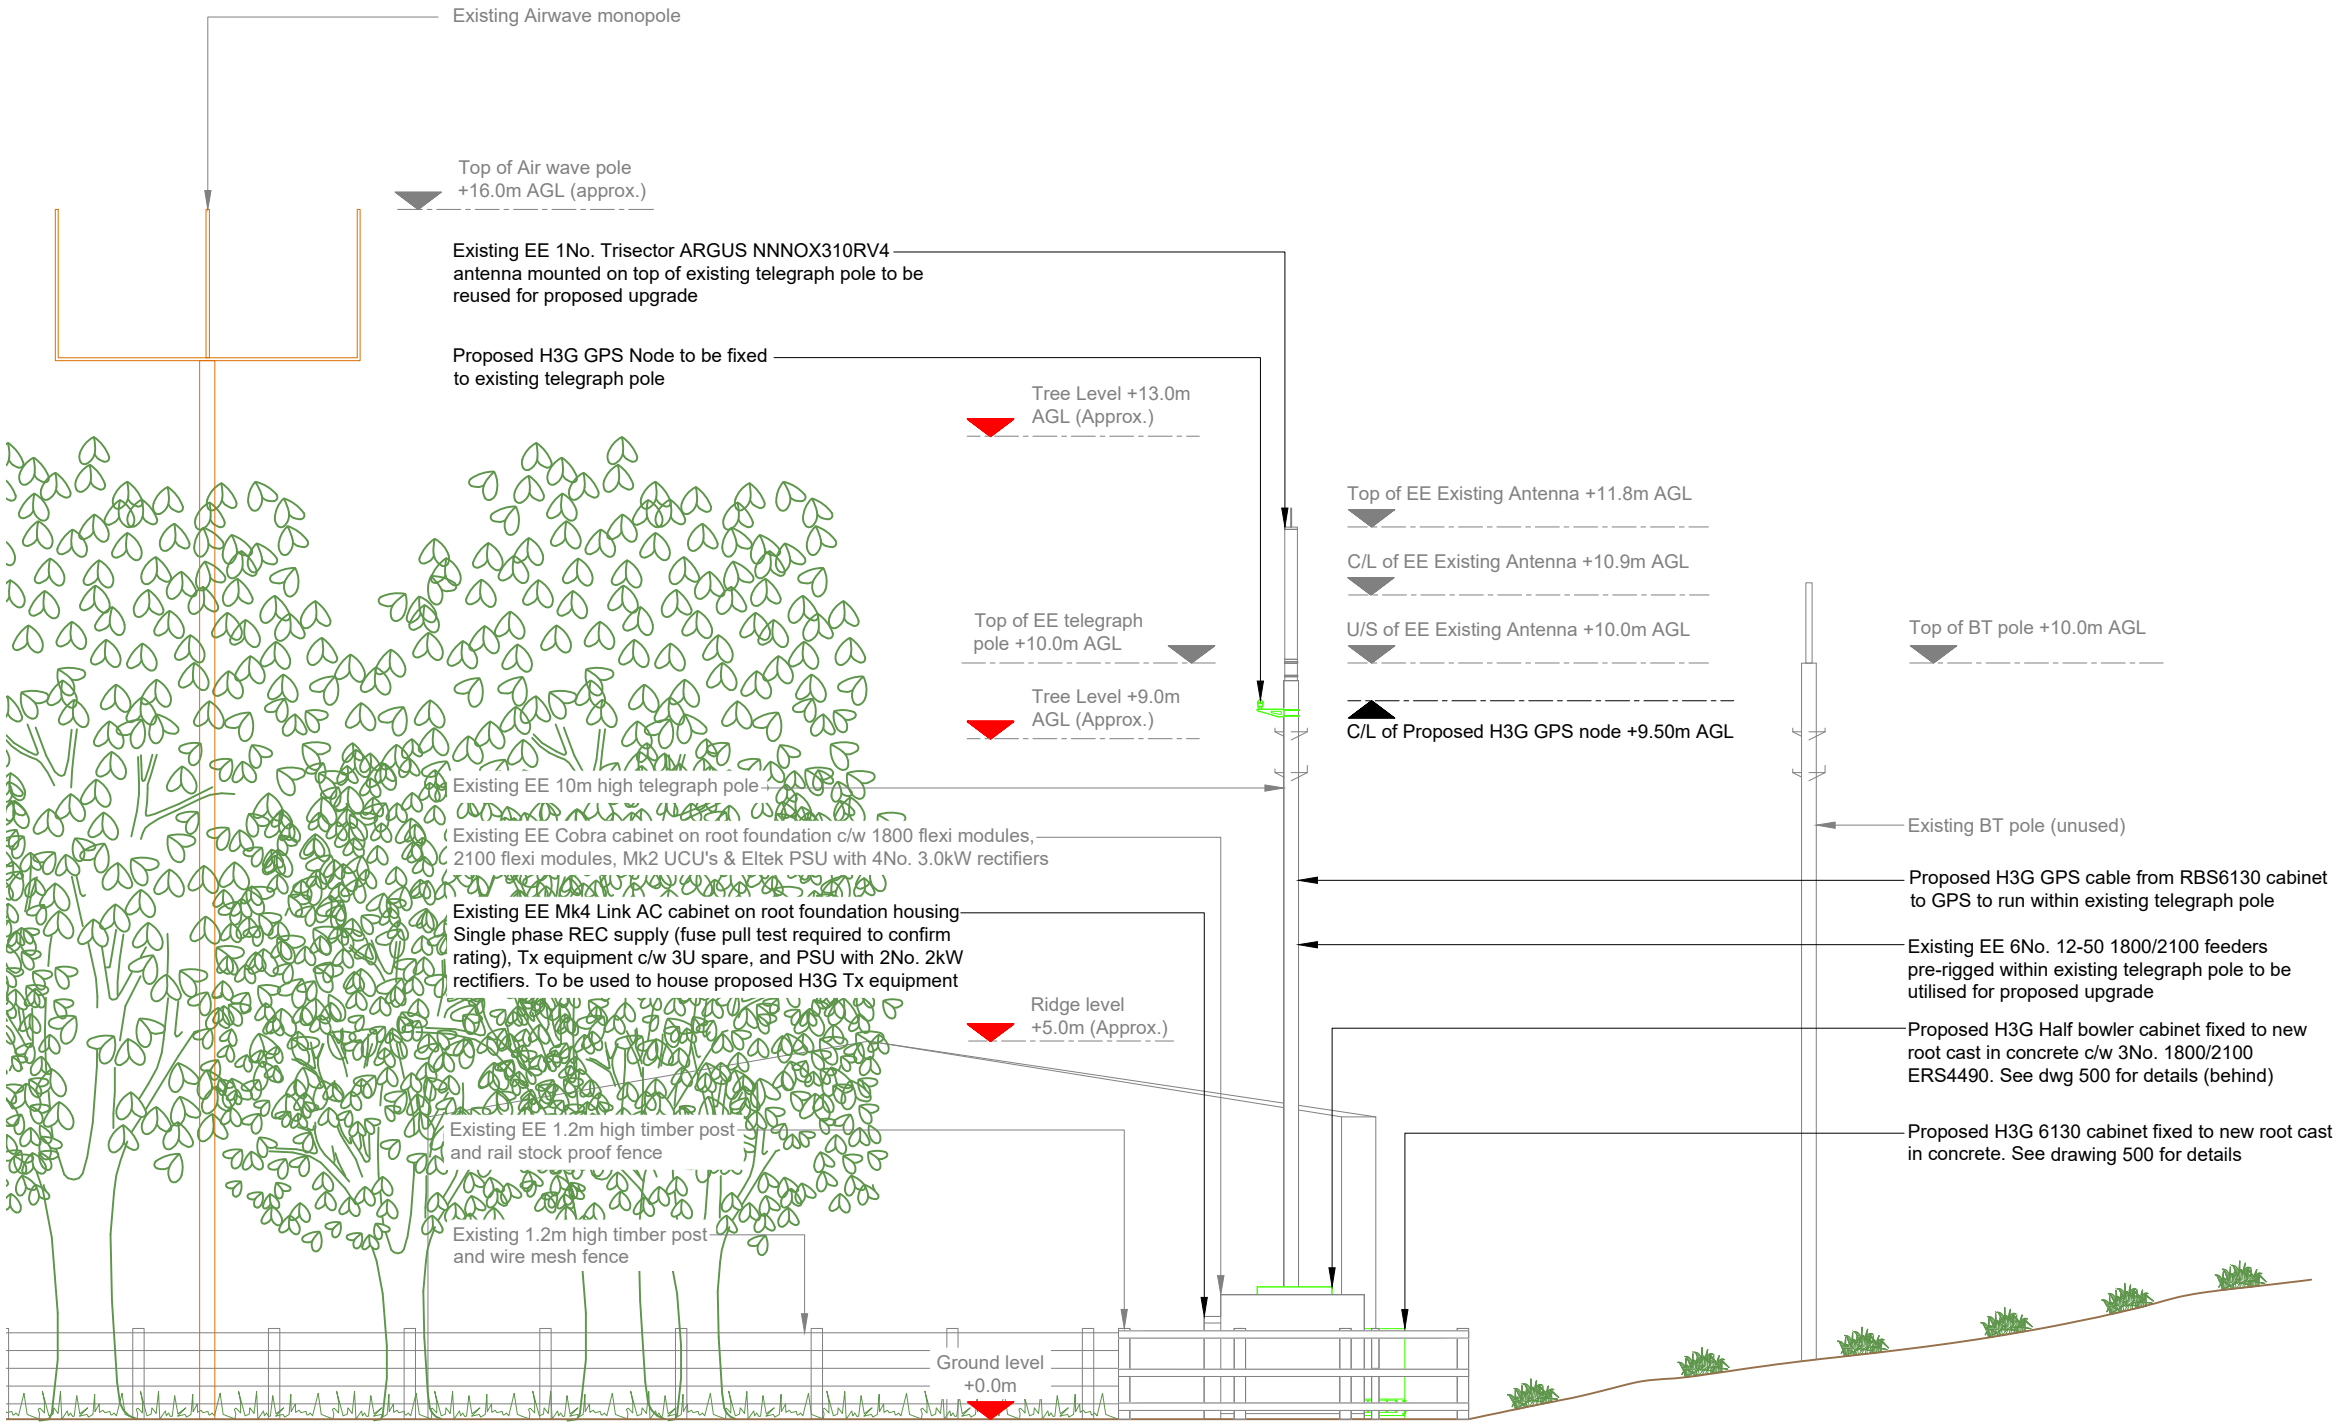 Existing Airwave monopole
Top of Air wave pole
+16.0m AGL (approx.)
Existing EE 1No. Trisector ARGUS NNNOX310RV4
antenna mounted on top of existing telegraph pole to be
reused for proposed upgrade
Proposed H3G GPS Node to be fixed
to existing telegraph pole
Tree Level +13.0m
AGL (Approx.)
Top of EE Existing Antenna +11.8m AGL
C/L of EE Existing Antenna +10.9m AGL
Top of EE telegraph
pole +10.0m AGL
U/S of EE Existing Antenna +10.0m AGL
Top of BT pole +10.0m AGL
Tree Level +9.0m
AGL (Approx.)
C/L of Proposed H3G GPS node +9.50m AGL
Existing EE 10m high telegraph pole
Existing EE Cobra cabinet on root foundation c/w 1800 flexi modules,
2100 flexi modules, Mk2 UCU's & Eltek PSU with 4No. 3.0kW rectifiers
Existing BT pole (unused)
Proposed H3G GPS cable from RBS6130 cabinet
to GPS to run within existing telegraph pole
Existing EE Mk4 Link AC cabinet on root foundation housing
Single phase REC supply (fuse pull test required to confirm
rating), Tx equipment c/w 3U spare, and PSU with 2No. 2kW
rectifiers. To be used to house proposed H3G Tx equipment
Existing EE 6No. 12-50 1800/2100 feeders
pre-rigged within existing telegraph pole to be
utilised for proposed upgrade
Ridge level
+5.0m (Approx.)
Proposed H3G Half bowler cabinet fixed to new
root cast in concrete c/w 3No. 1800/2100
ERS4490. See dwg 500 for details (behind)
Existing EE 1.2m high timber post
and rail stock proof fence
Proposed H3G 6130 cabinet fixed to new root cast
in concrete. See drawing 500 for details
Existing 1.2m high timber post
and wire mesh fence
Ground level
+0.0m